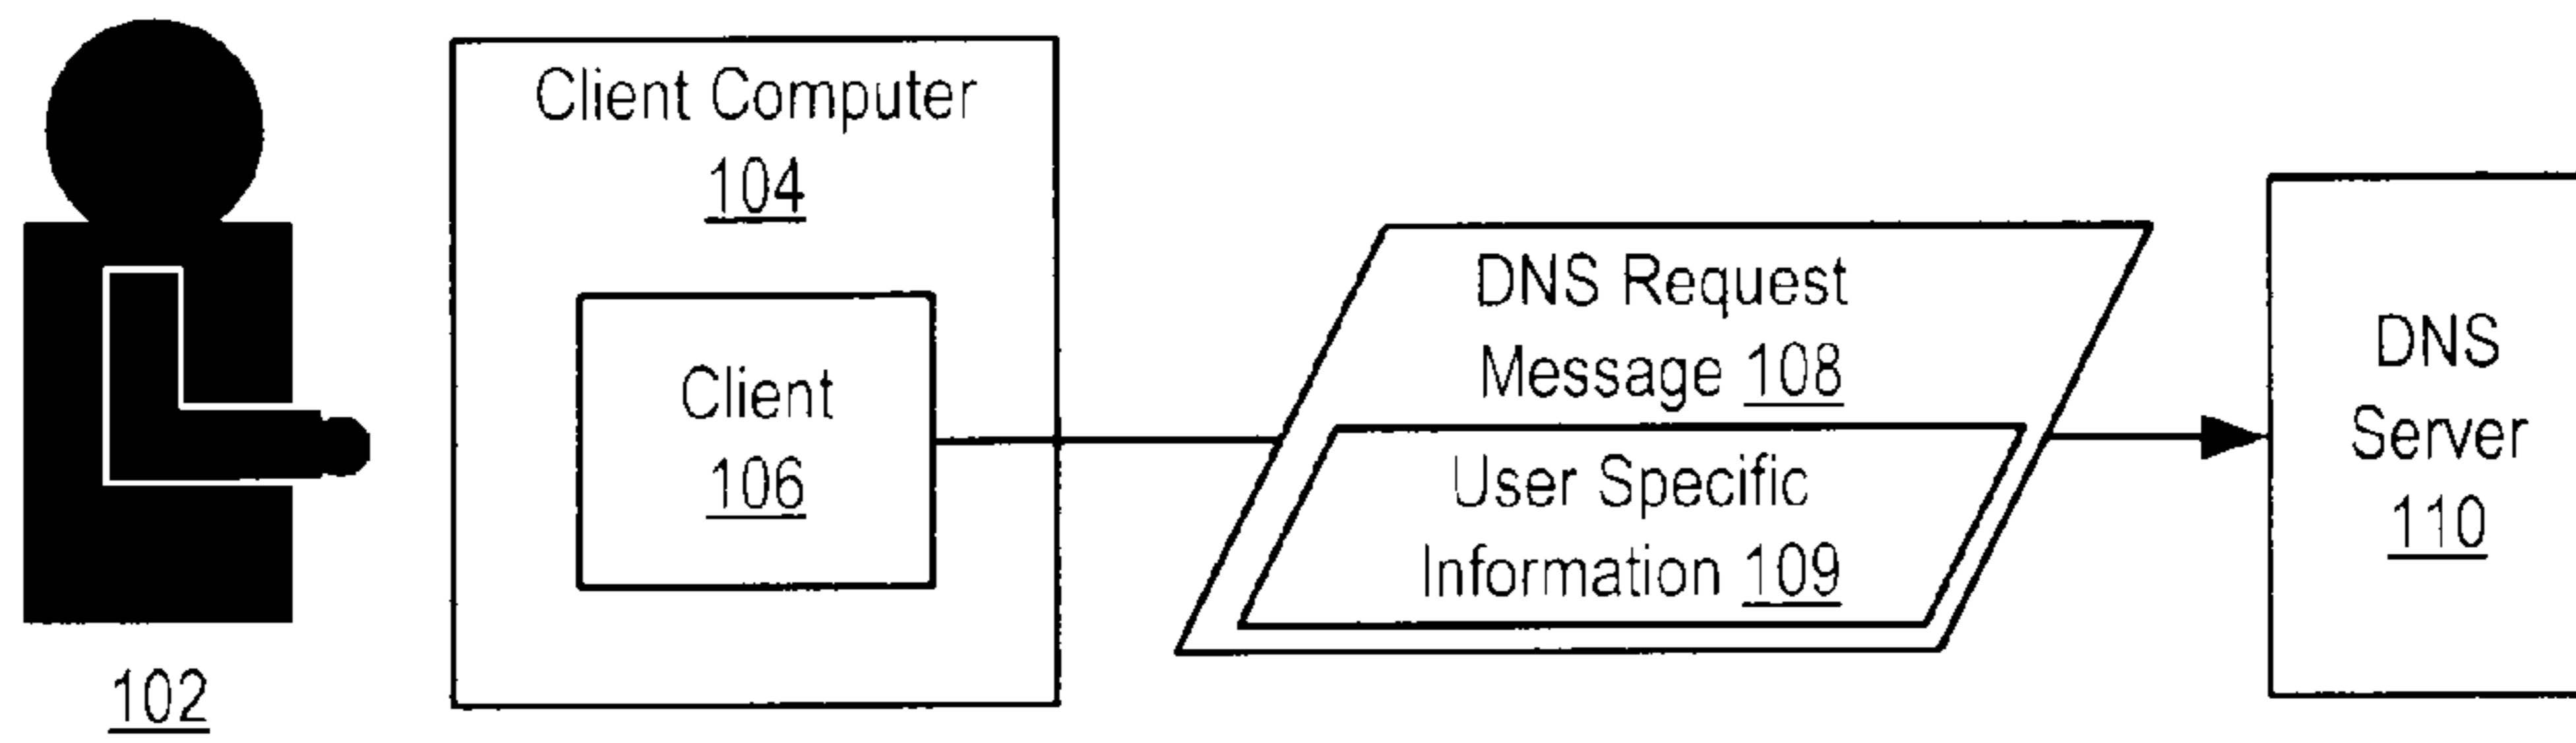 Client Computer
104
Client
106
DNS Request
Message 108
User Specific
Information 109
DNS
Server
110
102